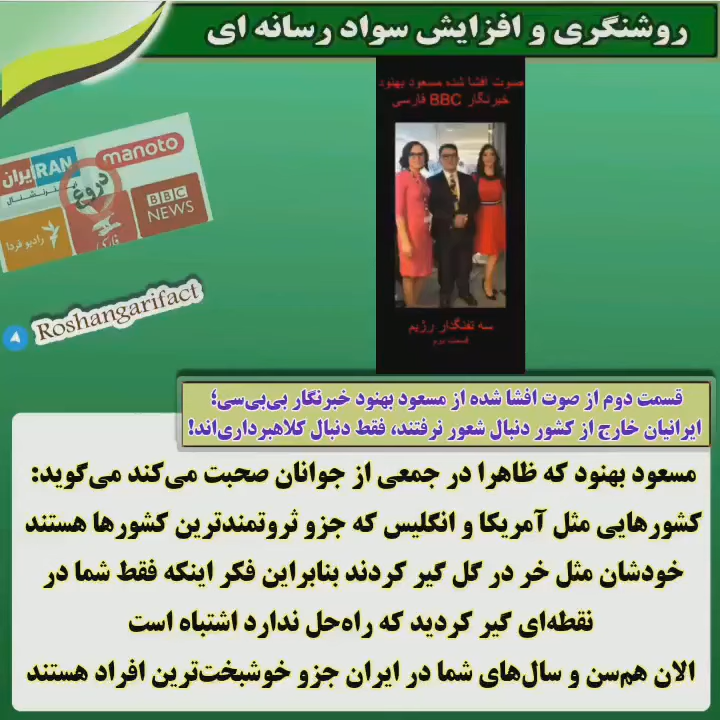 روشنگری و افزایش سواد رسانه ای
صوت افشا شده مسعود بهنود
خبرنگار BBC فارسی
manoto
IRAN ایران
اینترنشنال
دروغ
BBC
NEWS
رادیو فردا
Roshangarifact
سه تفنگدار رژیم
قسمت دوم
قسمت دوم از صوت افشا شده از مسعود بهنود خبرنگار بی‌بی‌سی؛
ایرانیان خارج از کشور دنبال شعور نرفتند، فقط دنبال کلاهبرداری‌اند!
مسعود بهنود که ظاهرا در جمعی از جوانان صحبت می‌کند می‌گوید:
کشورهایی مثل آمریکا و انگلیس که جزو ثروتمندترین کشورها هستند
خودشان مثل خر در گل گیر کردند بنابراین فکر اینکه فقط شما در
نقطه‌ای گیر کردید که راه‌حل ندارد اشتباه است
الان هم‌سن و سال‌های شما در ایران جزو خوشبخت‌ترین افراد هستند